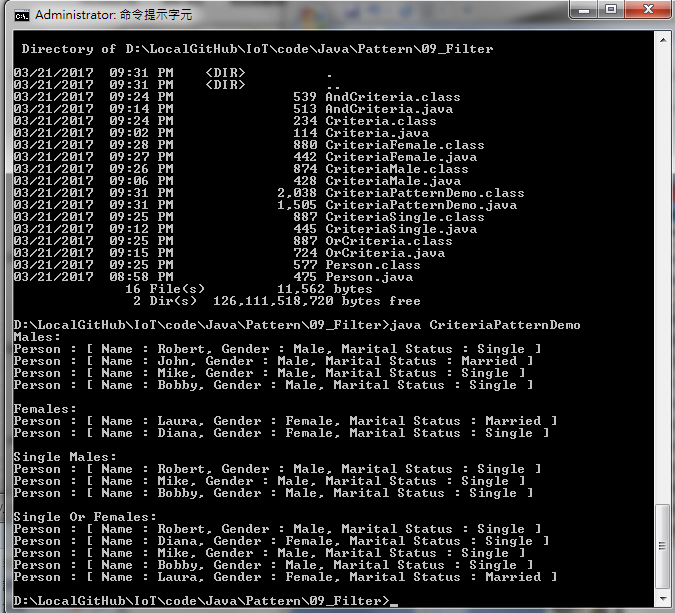 Administrator: 命令提示字元
Directory of D:\LocalGitHub\IoT\code\Java\Pattern\09_Filter
03/21/2017  09:31 PM    <DIR>          .
03/21/2017  09:31 PM    <DIR>          ..
03/21/2017  09:24 PM               539 AndCriteria.class
03/21/2017  09:14 PM               513 AndCriteria.java
03/21/2017  09:24 PM               234 Criteria.class
03/21/2017  09:02 PM               114 Criteria.java
03/21/2017  09:28 PM               880 CriteriaFemale.class
03/21/2017  09:27 PM               442 CriteriaFemale.java
03/21/2017  09:26 PM               874 CriteriaMale.class
03/21/2017  09:06 PM               428 CriteriaMale.java
03/21/2017  09:31 PM             2,038 CriteriaPatternDemo.class
03/21/2017  09:31 PM             1,505 CriteriaPatternDemo.java
03/21/2017  09:25 PM               887 CriteriaSingle.class
03/21/2017  09:12 PM               445 CriteriaSingle.java
03/21/2017  09:25 PM               887 OrCriteria.class
03/21/2017  09:15 PM               724 OrCriteria.java
03/21/2017  09:25 PM               577 Person.class
03/21/2017  08:58 PM               475 Person.java
16 File(s)         11,562 bytes
2 Dir(s)  126,111,518,720 bytes free
D:\LocalGitHub\IoT\code\Java\Pattern\09_Filter>java CriteriaPatternDemo
Males:
Person : [ Name : Robert, Gender : Male, Marital Status : Single ]
Person : [ Name : John, Gender : Male, Marital Status : Married ]
Person : [ Name : Mike, Gender : Male, Marital Status : Single ]
Person : [ Name : Bobby, Gender : Male, Marital Status : Single ]
Females:
Person : [ Name : Laura, Gender : Female, Marital Status : Married ]
Person : [ Name : Diana, Gender : Female, Marital Status : Single ]
Single Males:
Person : [ Name : Robert, Gender : Male, Marital Status : Single ]
Person : [ Name : Mike, Gender : Male, Marital Status : Single ]
Person : [ Name : Bobby, Gender : Male, Marital Status : Single ]
Single Or Females:
Person : [ Name : Robert, Gender : Male, Marital Status : Single ]
Person : [ Name : Diana, Gender : Female, Marital Status : Single ]
Person : [ Name : Mike, Gender : Male, Marital Status : Single ]
Person : [ Name : Bobby, Gender : Male, Marital Status : Single ]
Person : [ Name : Laura, Gender : Female, Marital Status : Married ]
D:\LocalGitHub\IoT\code\Java\Pattern\09_Filter>_